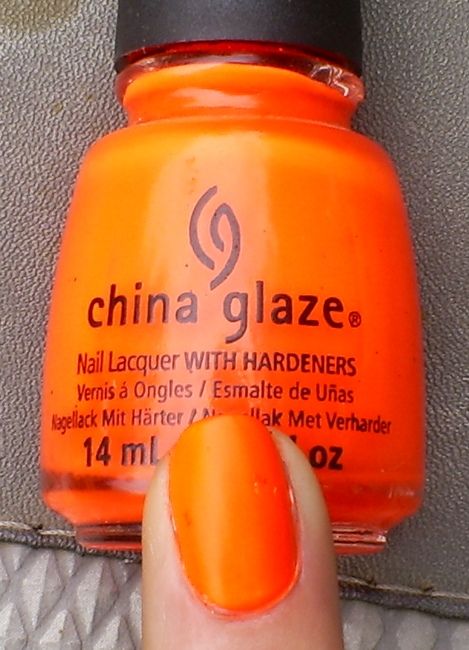 china glaze®
Nail Lacquer WITH HARDENERS
Vernis á Ongles / Esmalte de Uñas
Nagellack Mit Härter / Nagellak Met Verharder
14 mL oz